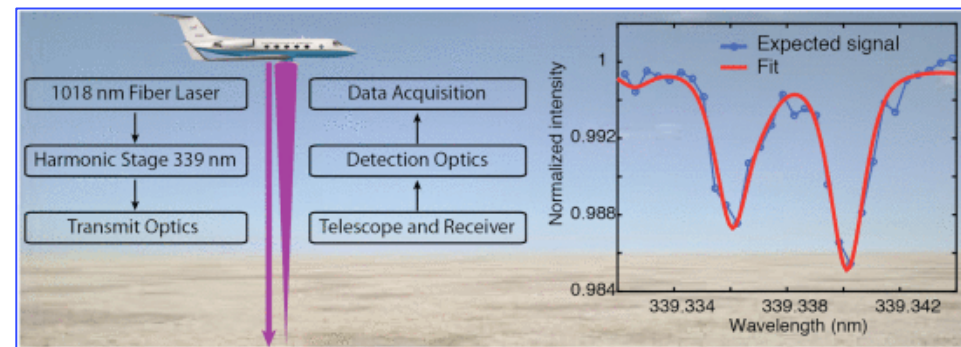 1018 nm Fiber Laser
Harmonic Stage 339 nm
Transmit Optics
Data Acquisition
Detection Optics
Telescope and Receiver
Expected signal
Fit
Normalized intensity
1
0.992
0.988
0.984
339.334
339.338
339.342
Wavelength (nm)